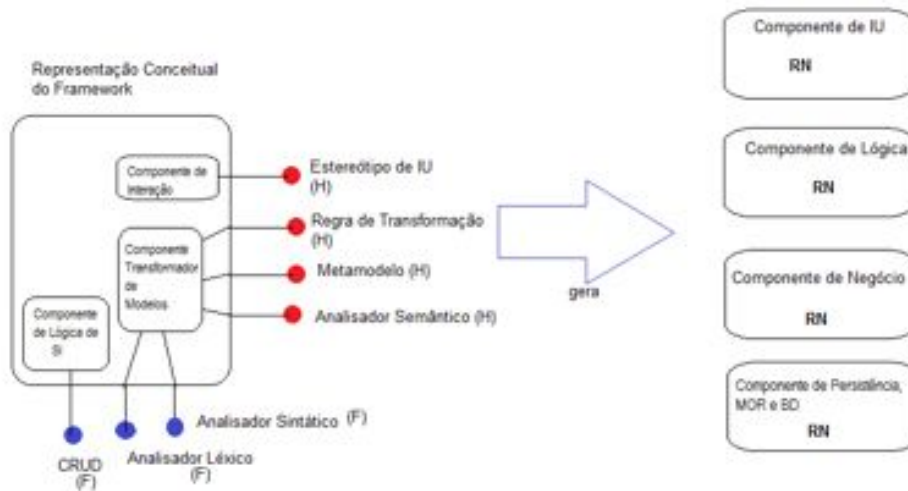 Representação Conceitual
do Framework
Componente de
Interação
Componente
Transformador
de
Modelos
Componente
de Lógica de
SI
Estereótipo de IU
(H)
Regra de Transformação
(H)
Metamodelo (H)
Analisador Semântico (H)
Analisador Sintático (F)
Analisador Léxico
(F)
CRUD
(F)
gera
Componente de IU
RN
Componente de Lógica
RN
Componente de Negócio
RN
Componente de Persistência,
MOR e BD
RN